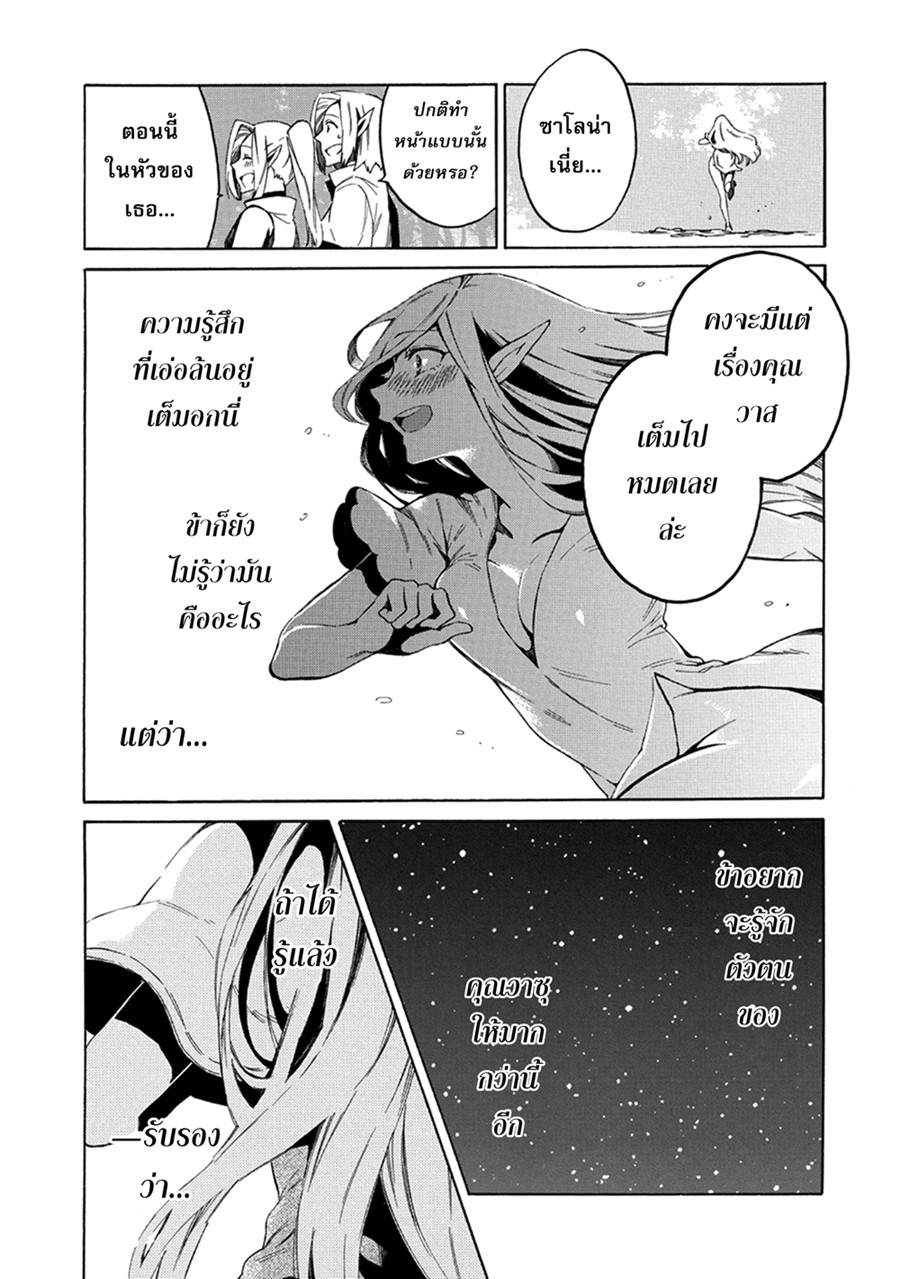 ซาโลน่า
เนี่ย...
ปกติทำ
หน้าแบบนั้น
ด้วยหรอ?
ตอนนี้
ในหัวของ
เธอ...
คงจะมีแต่
เรื่องคุณ
วาส
เต็มไป
หมดเลย
ล่ะ
ความรู้สึก
ที่เอ่อล้นอยู่
เต็มอกนี่
ข้าก็ยัง
ไม่รู้ว่ามัน
คืออะไร
แต่ว่า...
ข้าอยาก
จะรู้จัก
ตัวตน
ของ
คุณวาซุ
ให้มาก
กว่านี้
อีก
ถ้าได้
รู้แล้ว
—รับรอง
ว่า...